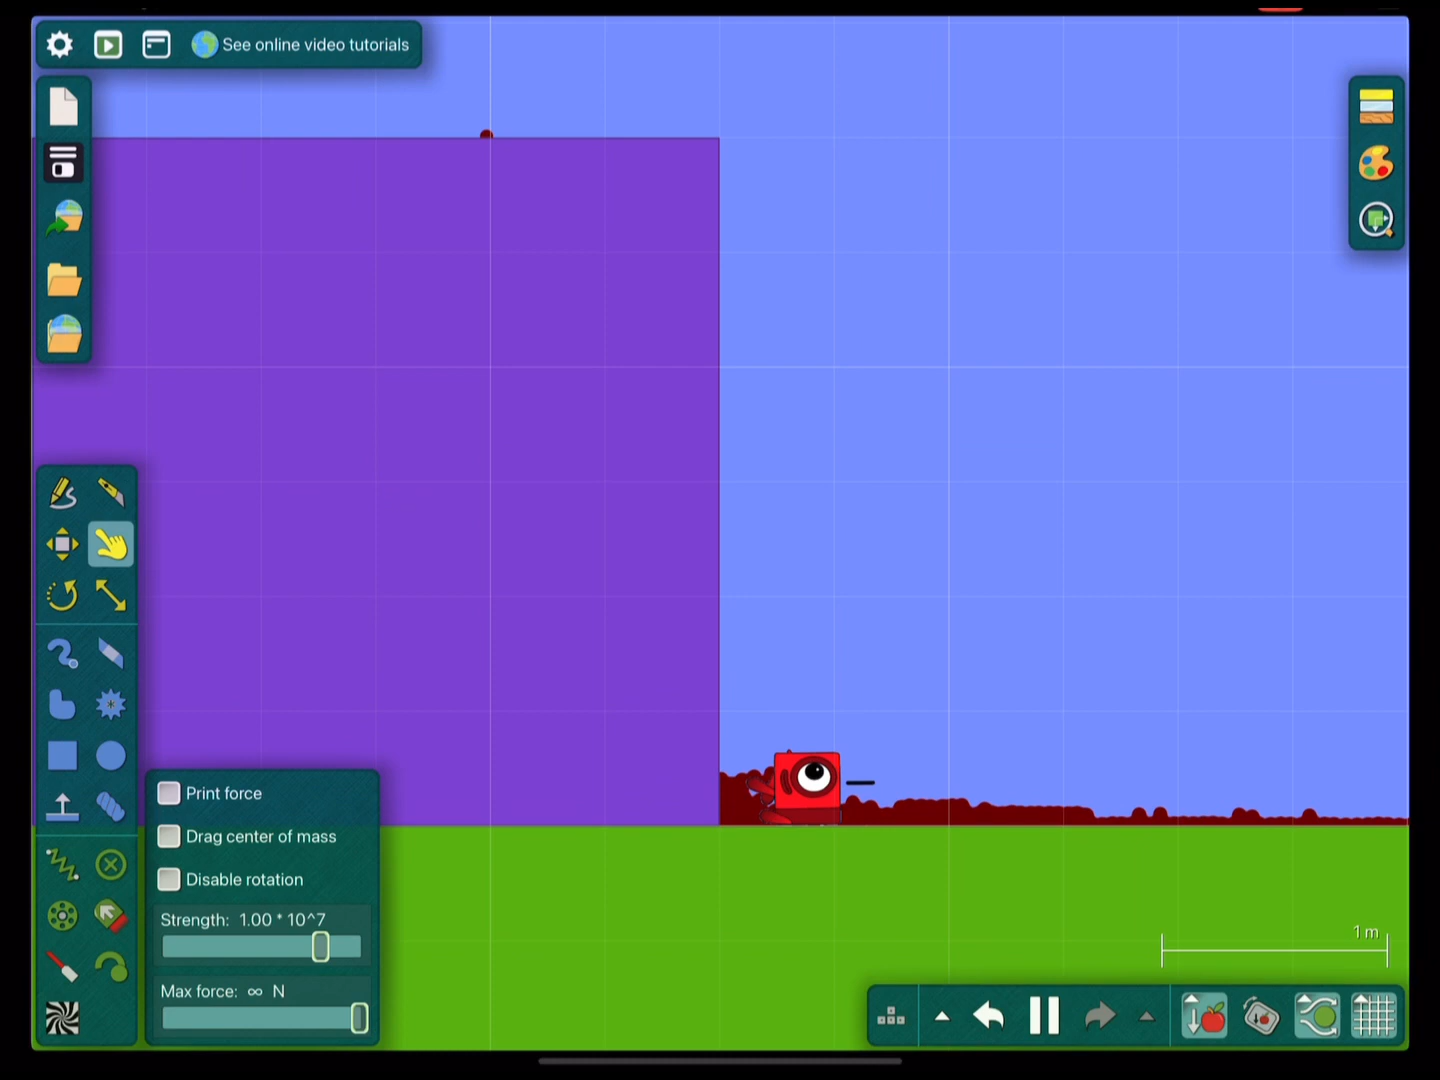 See online video tutorials
Print force
Drag center of mass
Disable rotation
Strength: 1.00 * 10^7
Max force: ∞ N
1 m